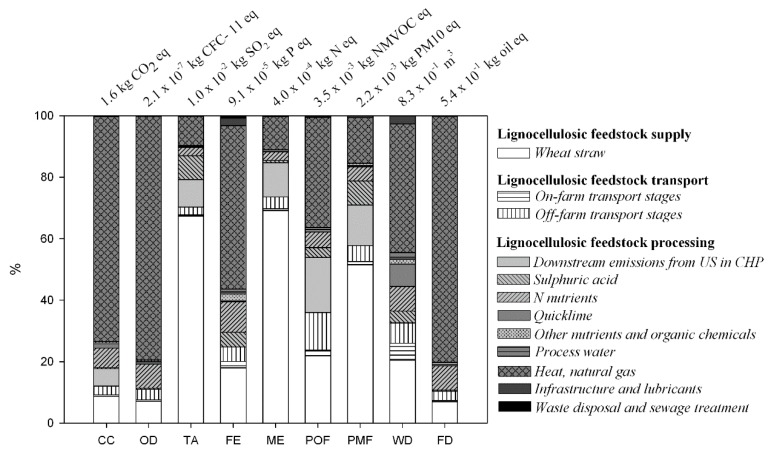 1.6 kg CO2 eq
2.1 x 10-7 kg CFC- 11 eq
1.0 x 10-2 kg SO2 eq
9.1 x 10-5 kg P eq
4.0 x 10-4 kg N eq
3.5 x 10-3 kg NMVOC eq
2.2 x 10-3 kg PM10 eq
8.3 x 10-1 m3
5.4 x 10-1 kg oil eq
100
80
60
40
20
0
%
CC OD TA FE ME POF PMF WD FD
Lignocellulosic feedstock supply
Wheat straw
Lignocellulosic feedstock transport
On-farm transport stages
Off-farm transport stages
Lignocellulosic feedstock processing
Downstream emissions from US in CHP
Sulphuric acid
N nutrients
Quicklime
Other nutrients and organic chemicals
Process water
Heat, natural gas
Infrastructure and lubricants
Waste disposal and sewage treatment